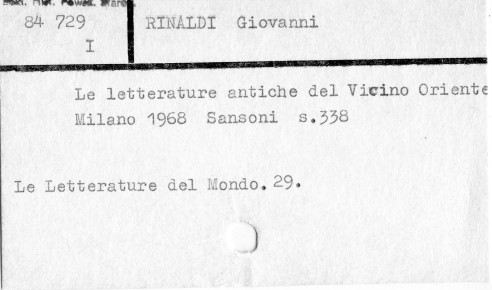 84 729 RINALDI Giovanni
I
Le letterature antiche del Vicino Oriente
Milano 1968 Sansoni s.338
Le Letterature del Mondo. 29.